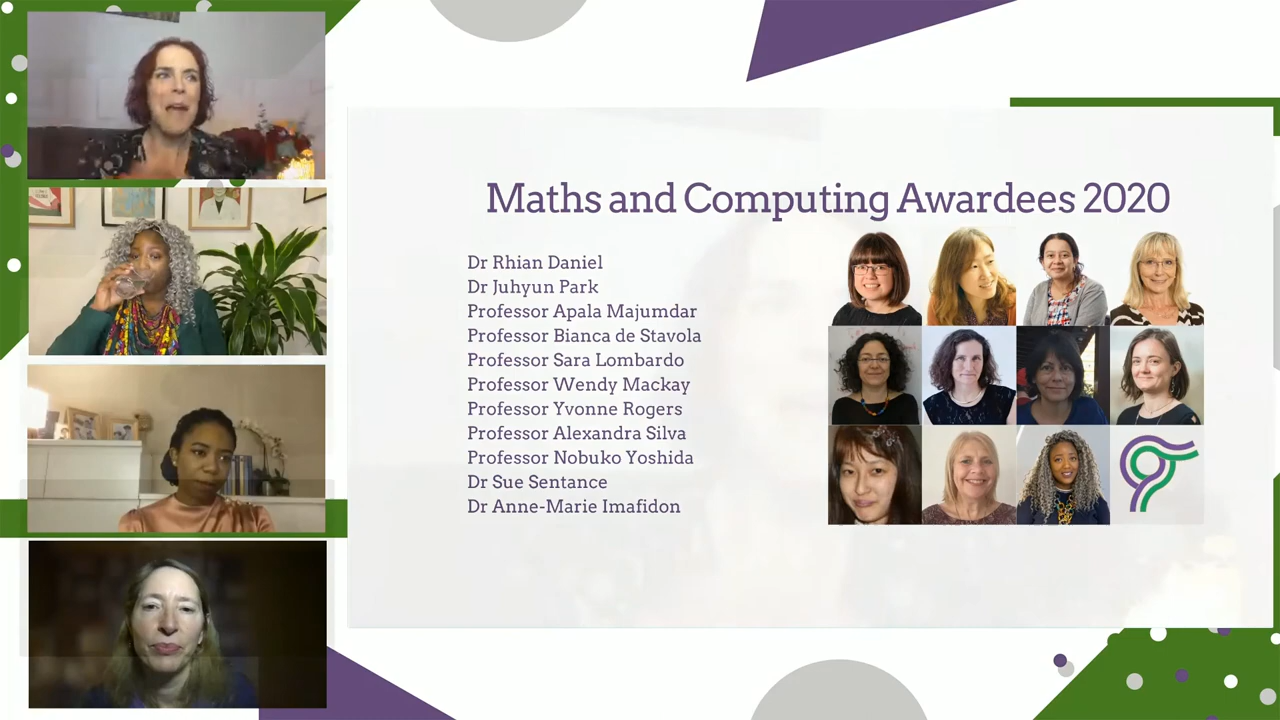 Maths and Computing Awardees 2020
Dr Rhian Daniel
Dr Juhyun Park
Professor Apala Majumdar
Professor Bianca de Stavola
Professor Sara Lombardo
Professor Wendy Mackay
Professor Yvonne Rogers
Professor Alexandra Silva
Professor Nobuko Yoshida
Dr Sue Sentance
Dr Anne-Marie Imafidon